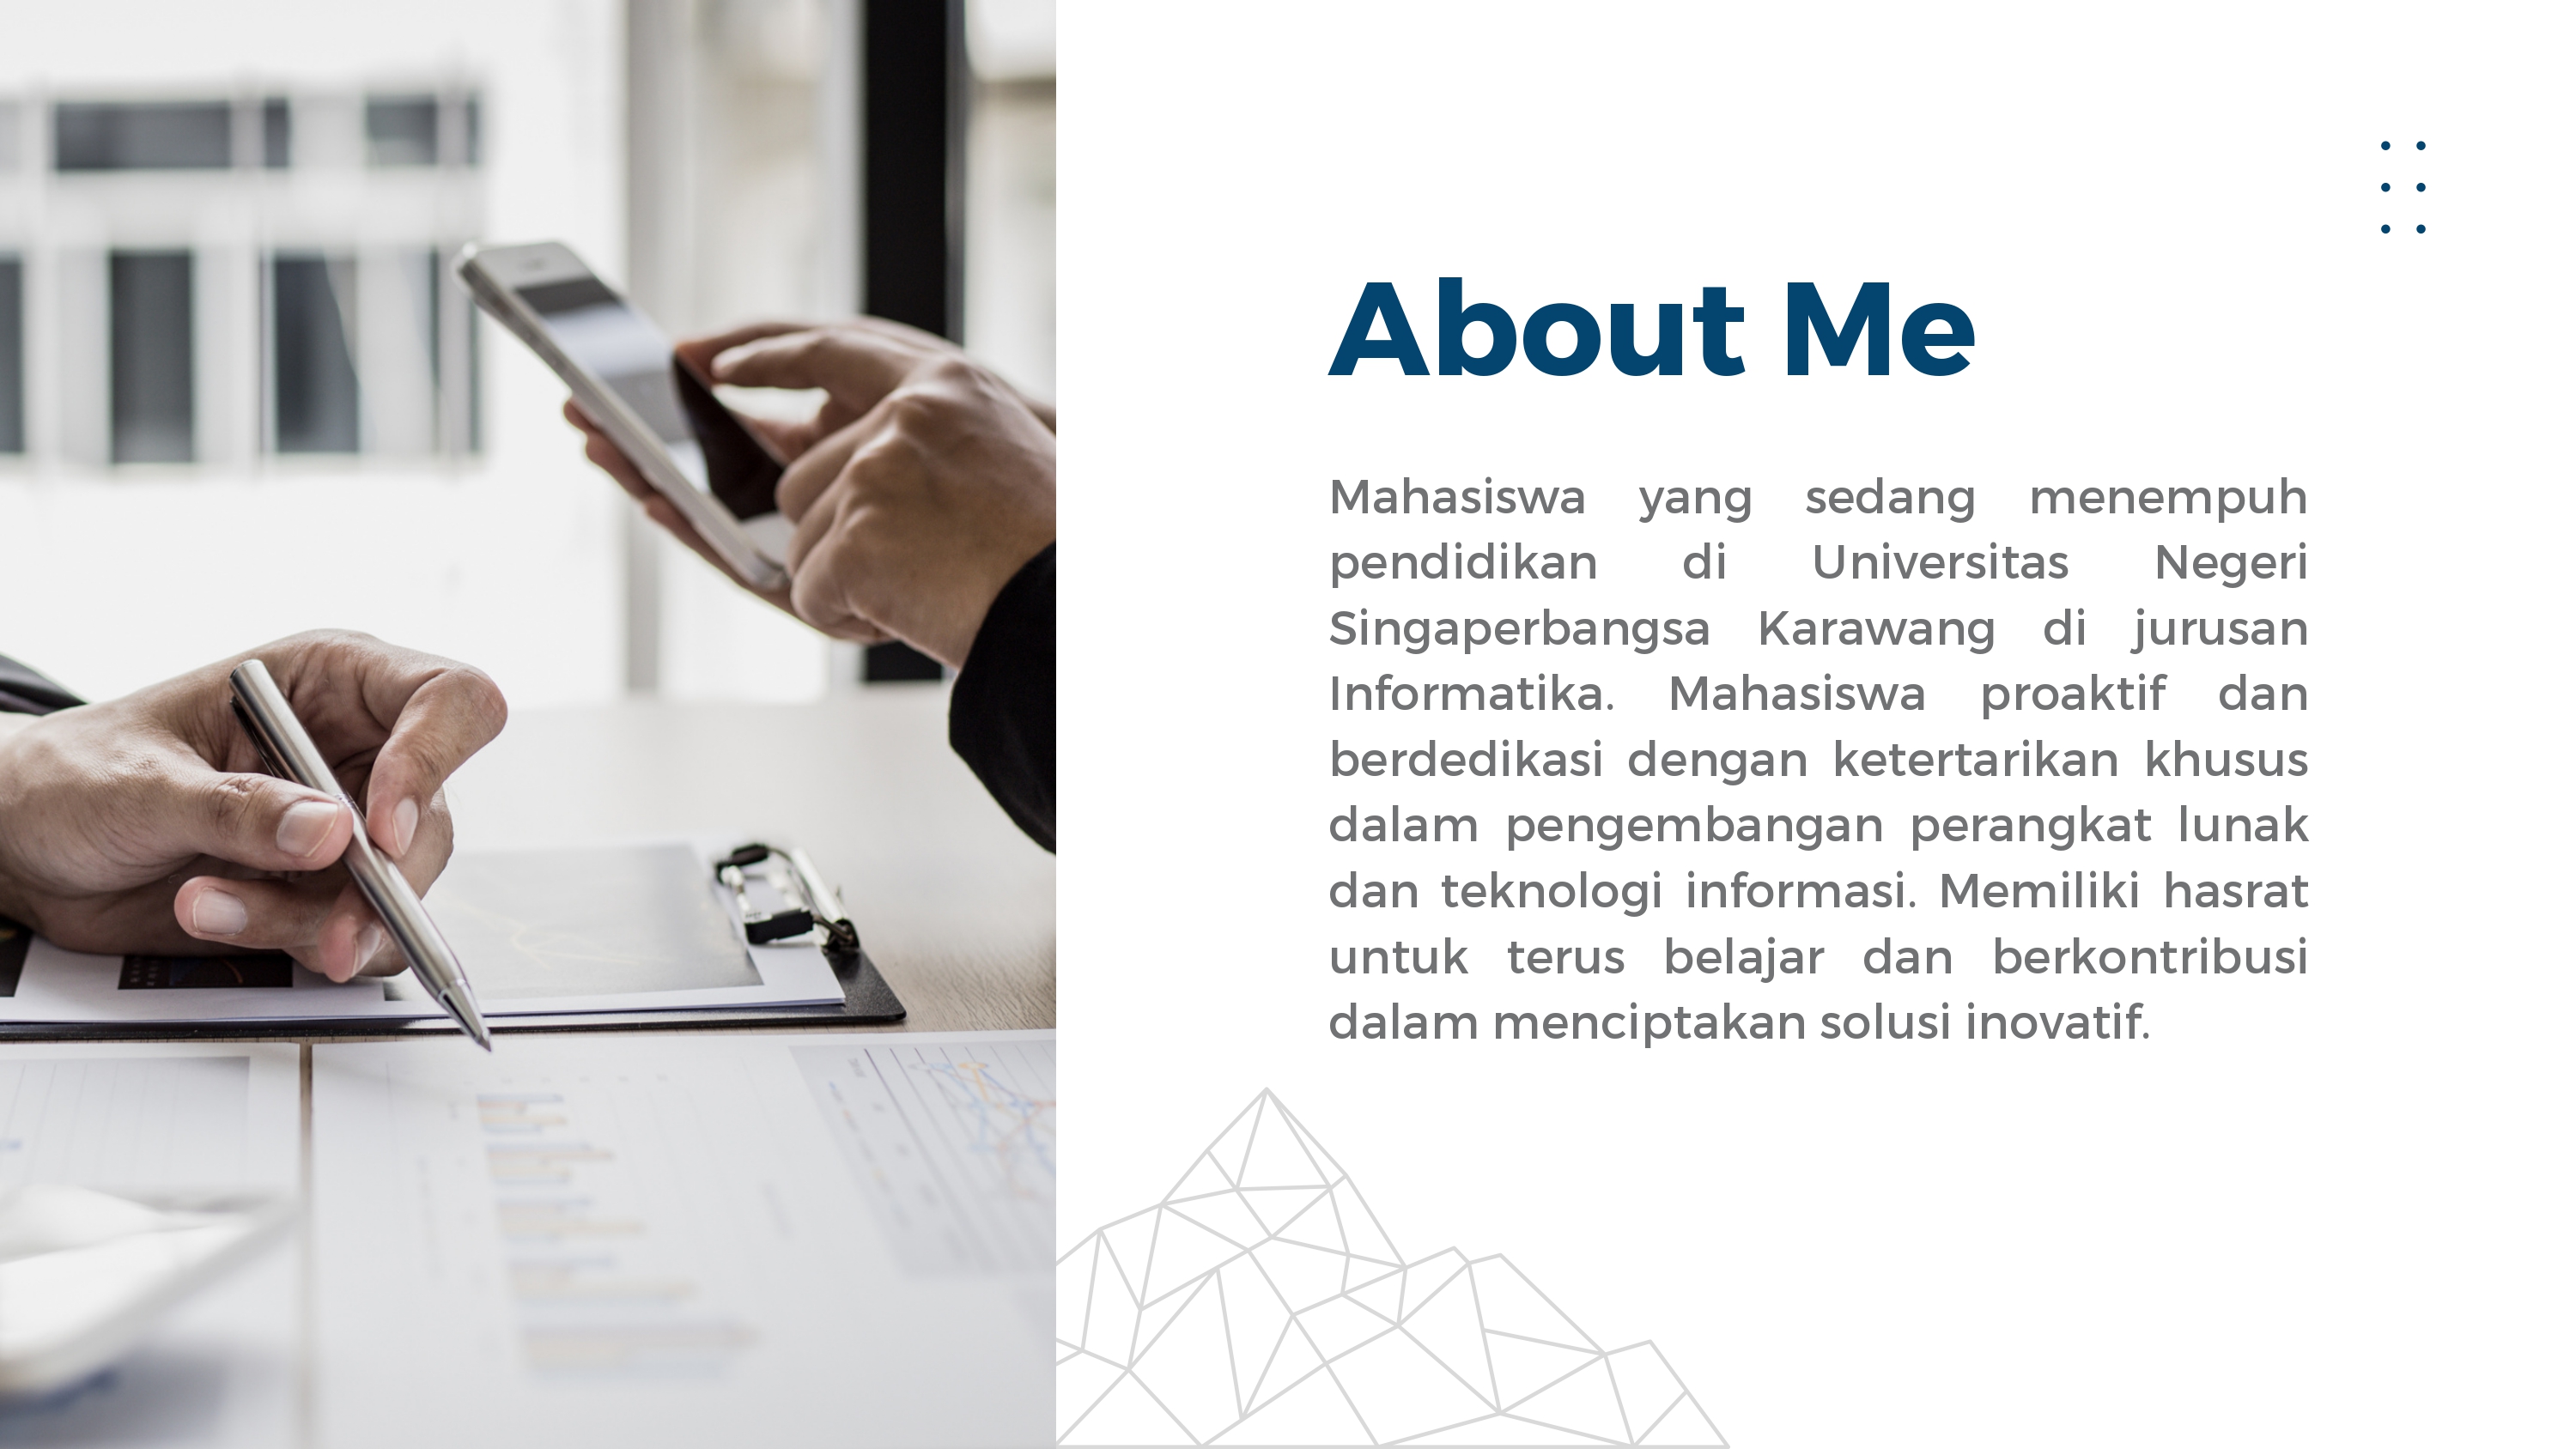 About Me
Mahasiswa yang sedang menempuh
pendidikan di Universitas Negeri
Singaperbangsa Karawang di jurusan
Informatika. Mahasiswa proaktif dan
berdedikasi dengan ketertarikan khusus
dalam pengembangan perangkat lunak
dan teknologi informasi. Memiliki hasrat
untuk terus belajar dan berkontribusi
dalam menciptakan solusi inovatif.